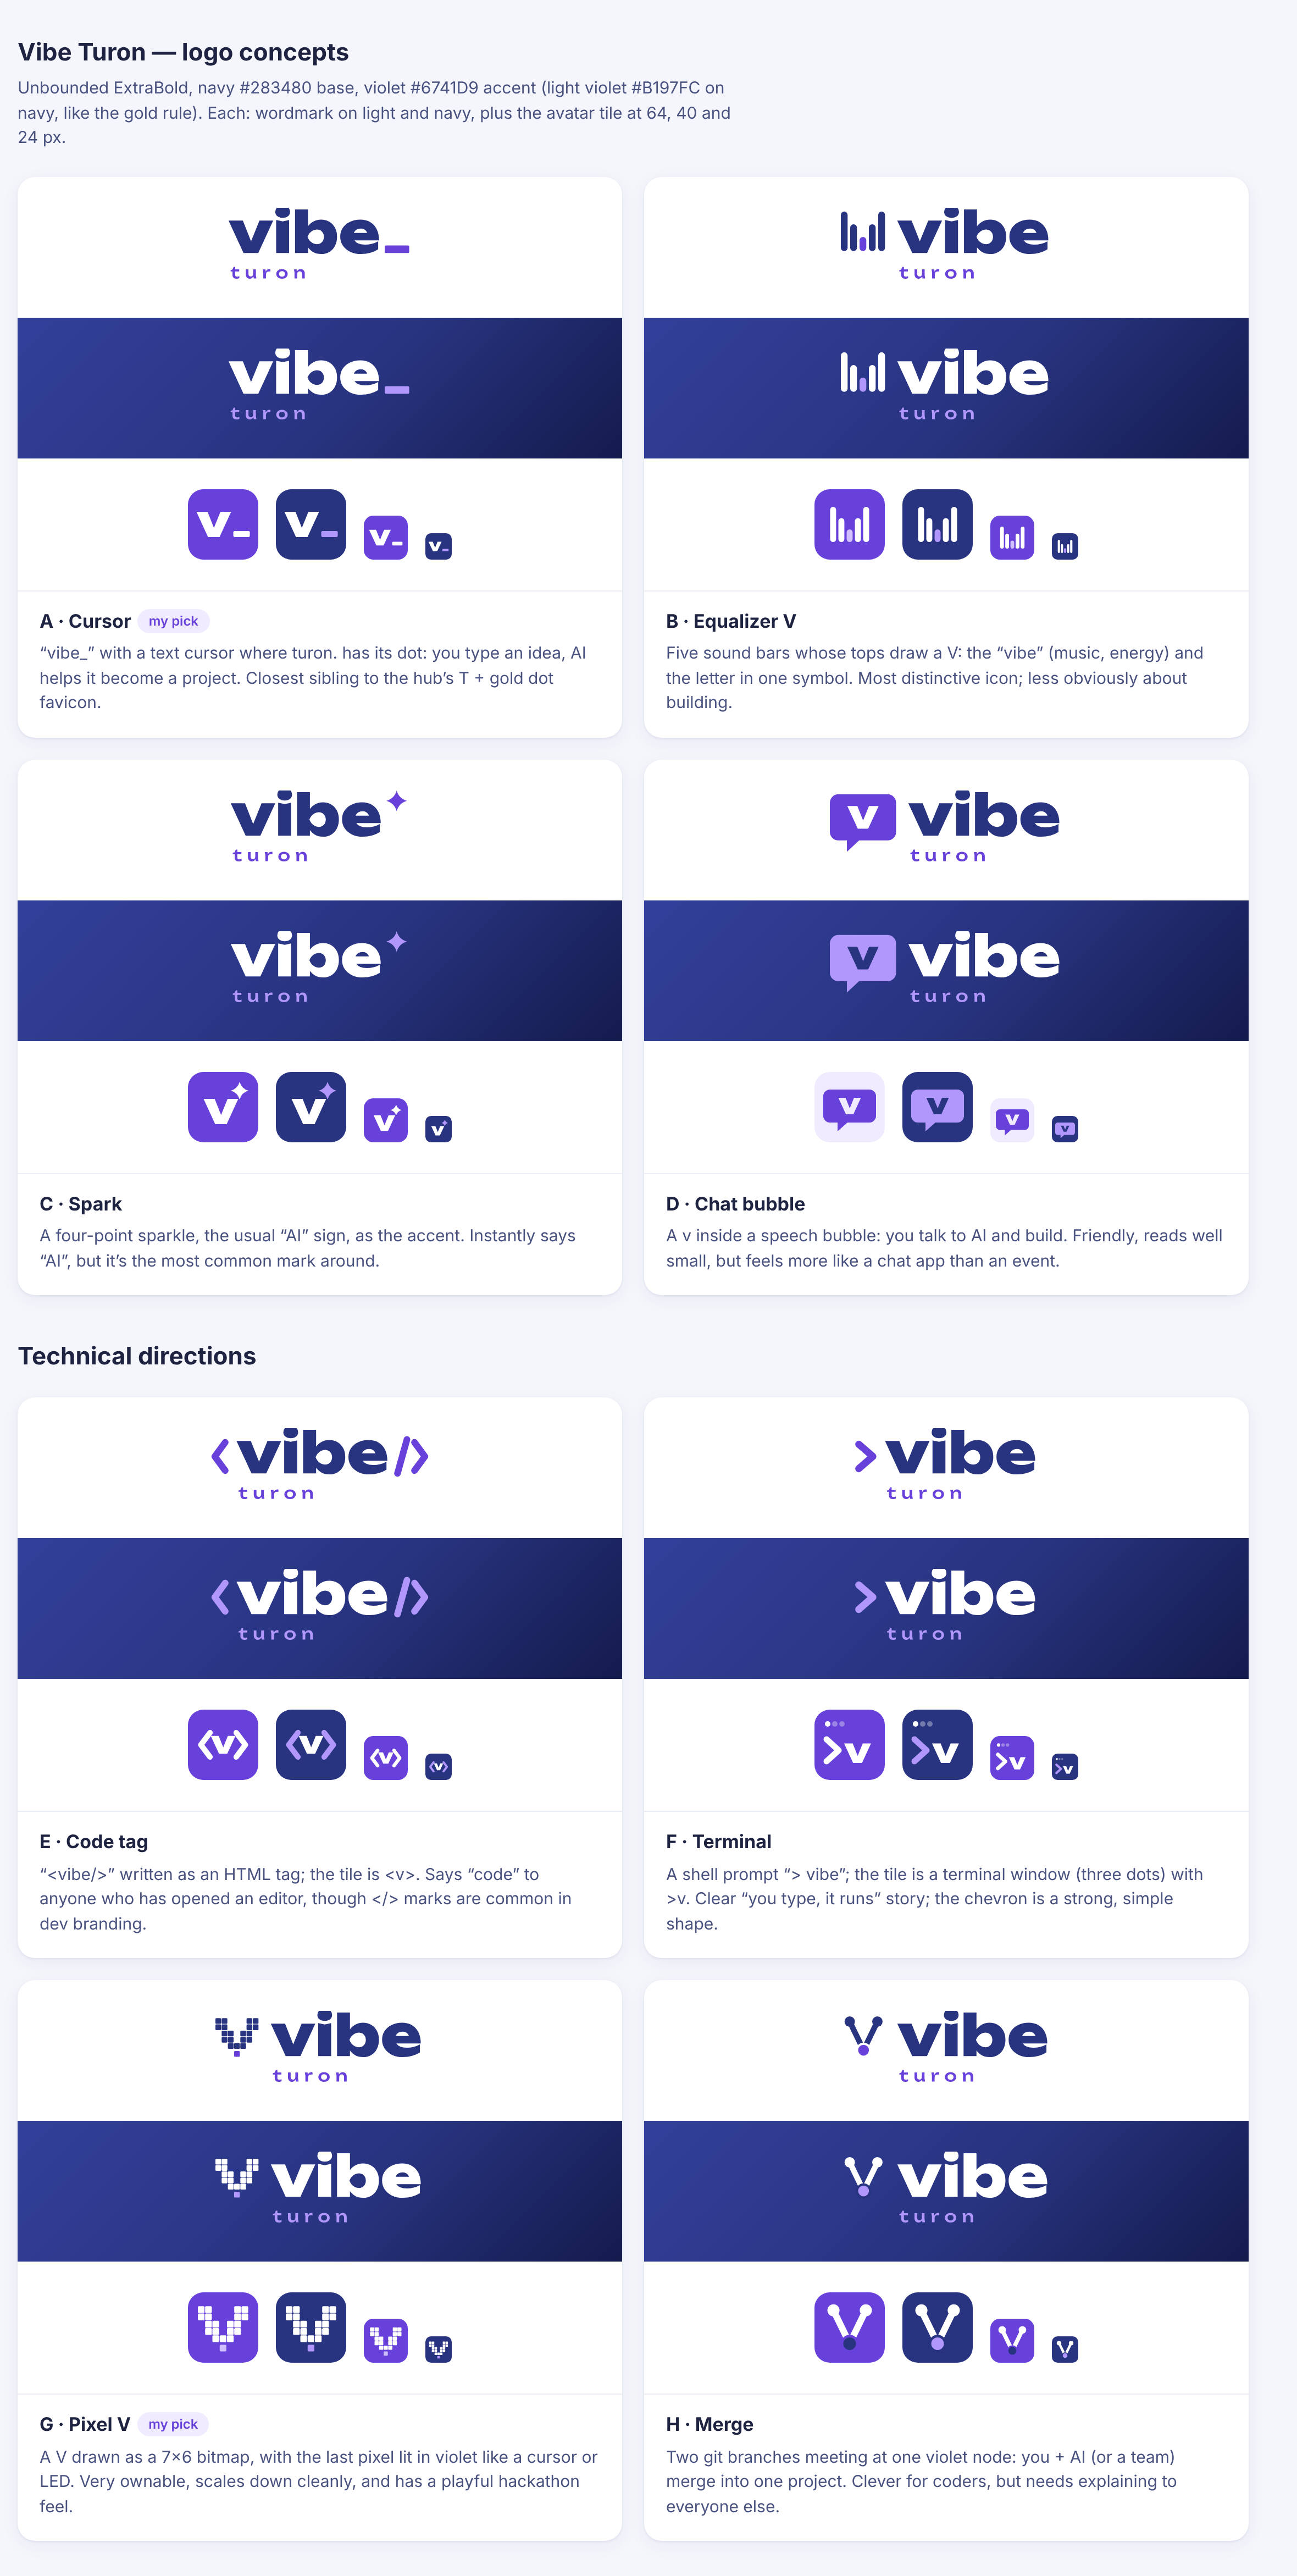 Vibe Turon — logo concepts
Unbounded ExtraBold, navy #283480 base, violet #6741D9 accent (light violet #B197FC on
navy, like the gold rule). Each: wordmark on light and navy, plus the avatar tile at 64, 40 and
24 px.
vibe_
turon
vibe_
turon
v_ v_ v_ v_
A · Cursor my pick
“vibe_” with a text cursor where turon. has its dot: you type an idea, AI
helps it become a project. Closest sibling to the hub’s T + gold dot
favicon.
vibe
turon
vibe
turon
B · Equalizer V
Five sound bars whose tops draw a V: the “vibe” (music, energy) and
the letter in one symbol. Most distinctive icon; less obviously about
building.
vibe
turon
vibe
turon
v v v v
C · Spark
A four-point sparkle, the usual “AI” sign, as the accent. Instantly says
“AI”, but it’s the most common mark around.
v vibe
turon
v vibe
turon
v v v v
D · Chat bubble
A v inside a speech bubble: you talk to AI and build. Friendly, reads well
small, but feels more like a chat app than an event.
Technical directions
<vibe/>
turon
<vibe/>
turon
<v> <v> <v> <v>
E · Code tag
“<vibe/>” written as an HTML tag; the tile is <v>. Says “code” to
anyone who has opened an editor, though </> marks are common in
dev branding.
>vibe
turon
>vibe
turon
>v >v >v >v
F · Terminal
A shell prompt “> vibe”; the tile is a terminal window (three dots) with
>v. Clear “you type, it runs” story; the chevron is a strong, simple
shape.
V vibe
turon
V vibe
turon
V V V V
G · Pixel V my pick
A V drawn as a 7×6 bitmap, with the last pixel lit in violet like a cursor or
LED. Very ownable, scales down cleanly, and has a playful hackathon
feel.
V vibe
turon
V vibe
turon
V V V V
H · Merge
Two git branches meeting at one violet node: you + AI (or a team)
merge into one project. Clever for coders, but needs explaining to
everyone else.